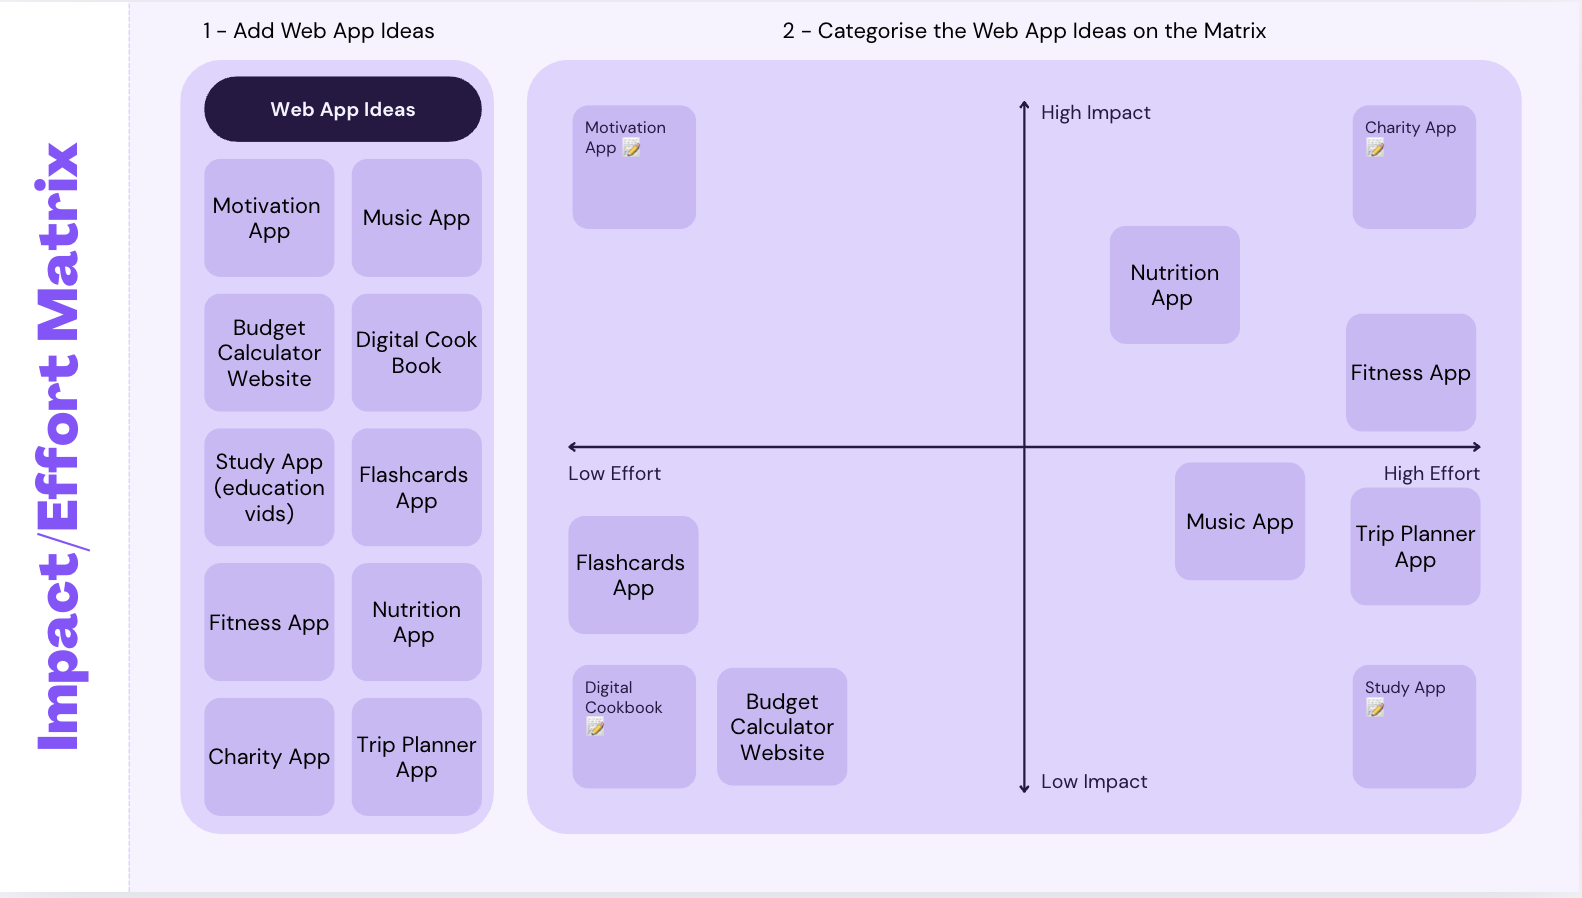 Impact/Effort Matrix
1 - Add Web App Ideas
Web App Ideas
Motivation
App
Music App
Budget
Calculator
Website
Digital Cook
Book
Study App
(education
vids)
Flashcards
App
Fitness App
Nutrition
App
Charity App
Trip Planner
App
2 - Categorise the Web App Ideas on the Matrix
High Impact
Motivation
App 📝
Charity App
📝
Nutrition
App
Fitness App
Low Effort
High Effort
Music App
Trip Planner
App
Flashcards
App
Digital
Cookbook
📝
Budget
Calculator
Website
Study App
📝
Low Impact